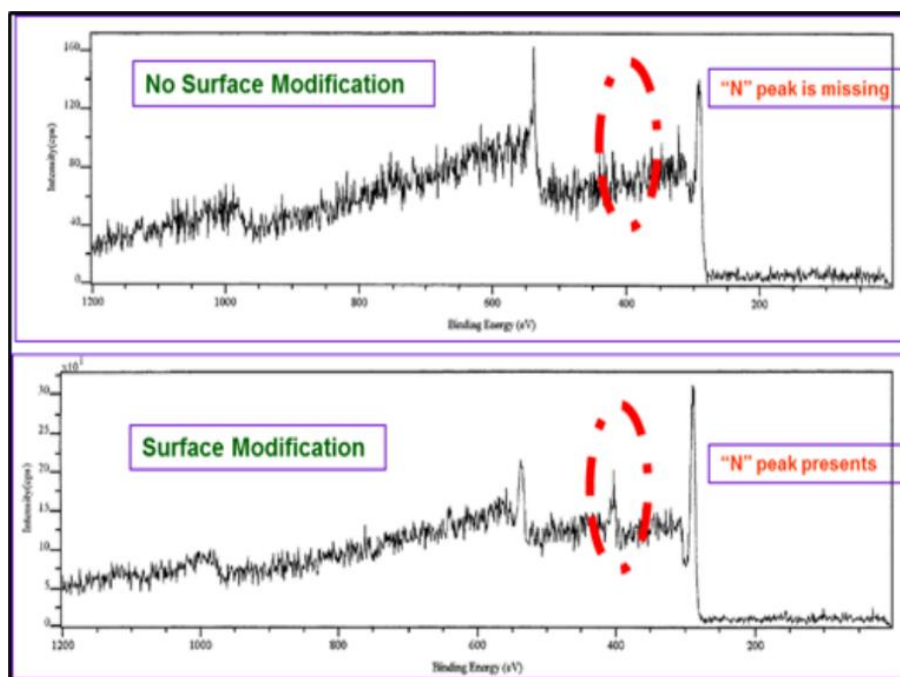 160
120
80
40
0
Intensity(cps)
No Surface Modification
“N” peak is missing
1200
1000
800
600
400
200
Binding Energy (eV)
x10¹
30
25
20
15
10
5
0
Intensity (cps)
Surface Modification
“N” peak presents
1200
1000
800
600
400
200
Binding Energy (eV)